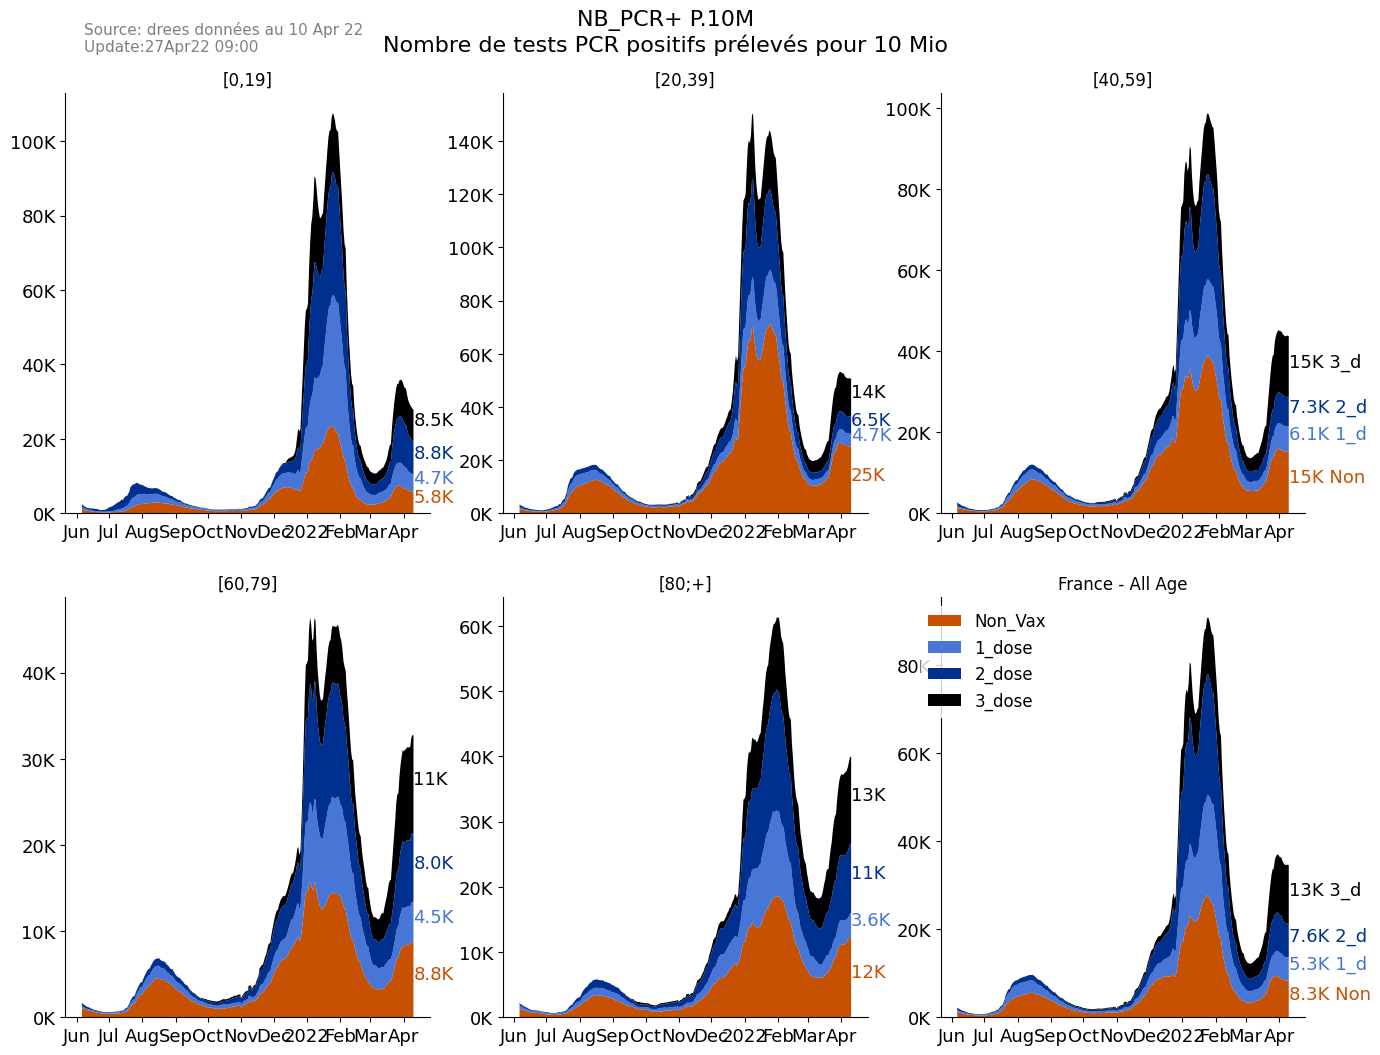 NB_PCR+ P.10M
Source: drees données au 10 Apr 22
Nombre de tests PCR positifs prélevés pour 10 Mio
Update:27Apr22 09:00
[0,19]
100K
80K
60K
40K
20K
0K
8.5K
8.8K
4.7K
5.8K
Jun Jul Aug Sep Oct Nov Dec 2022 Feb Mar Apr
[20,39]
140K
120K
100K
80K
60K
40K
20K
0K
14K
6.5K
4.7K
25K
Jun Jul Aug Sep Oct Nov Dec 2022 Feb Mar Apr
[40,59]
100K
80K
60K
40K
20K
0K
15K 3_d
7.3K 2_d
6.1K 1_d
15K Non
Jun Jul Aug Sep Oct Nov Dec 2022 Feb Mar Apr
[60,79]
40K
30K
20K
10K
0K
11K
8.0K
4.5K
8.8K
Jun Jul Aug Sep Oct Nov Dec 2022 Feb Mar Apr
[80;+]
60K
50K
40K
30K
20K
10K
0K
13K
11K
3.6K
12K
Jun Jul Aug Sep Oct Nov Dec 2022 Feb Mar Apr
France - All Age
Non_Vax
1_dose
2_dose
3_dose
80K
60K
40K
20K
0K
13K 3_d
7.6K 2_d
5.3K 1_d
8.3K Non
Jun Jul Aug Sep Oct Nov Dec 2022 Feb Mar Apr